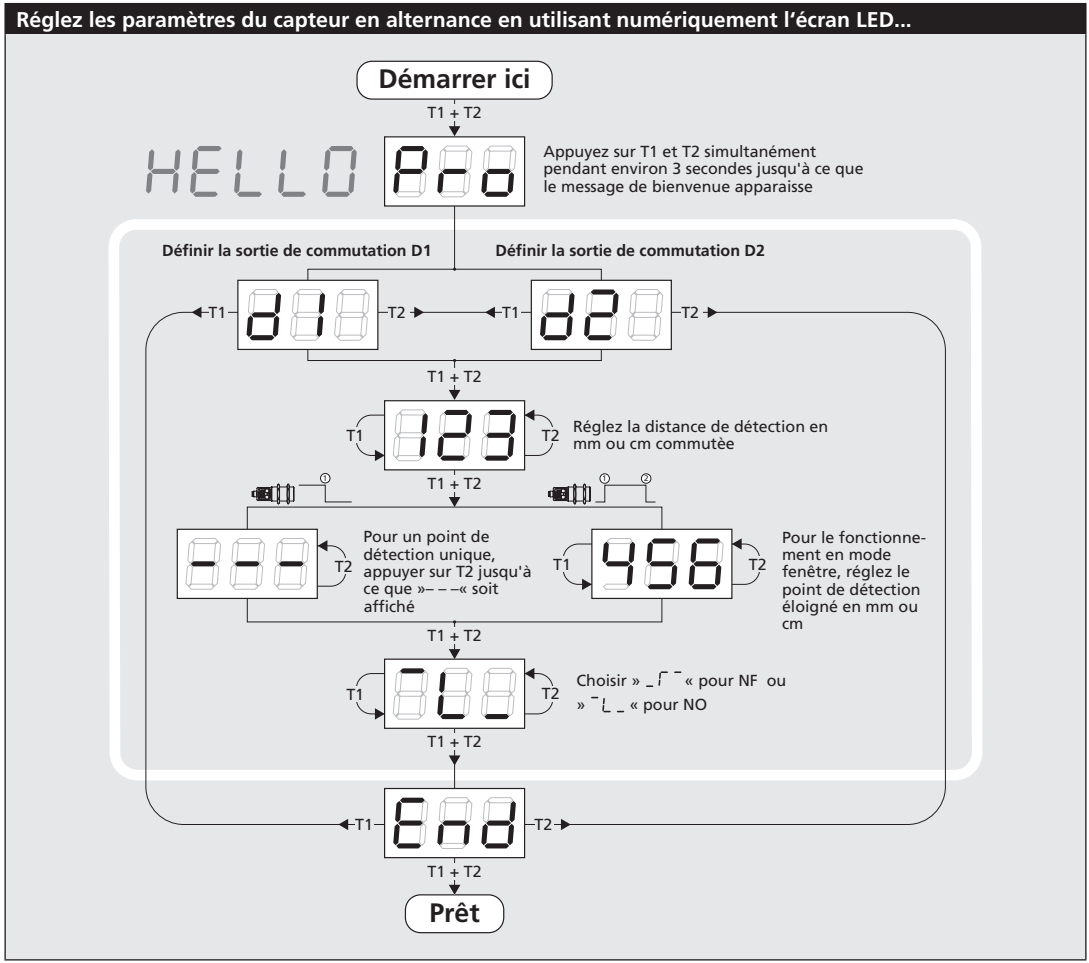 Réglez les paramètres du capteur en alternance en utilisant numériquement l‘écran LED...
Démarrer ici
T1 + T2
HELLO
Pro
Appuyez sur T1 et T2 simultanément
pendant environ 3 secondes jusqu'à ce que
le message de bienvenue apparaisse
Définir la sortie de commutation D1
Définir la sortie de commutation D2
T1
d1
T2
T1
d2
T2
T1 + T2
T1
123
T2
Réglez la distance de détection en
mm ou cm commutèe
T1 + T2
①
① ②
---
T2
Pour un point de
détection unique,
appuyer sur T2 jusqu'à
ce que »– – –« soit
affiché
T1
456
T2
Pour le fonctionne-
ment en mode
fenêtre, réglez le
point de détection
éloigné en mm ou
cm
T1 + T2
T1
¯L_
T2
Choisir » _Γ¯ « pour NF ou
» ¯L_ « pour NO
T1 + T2
T1
End
T2
T1 + T2
Prêt